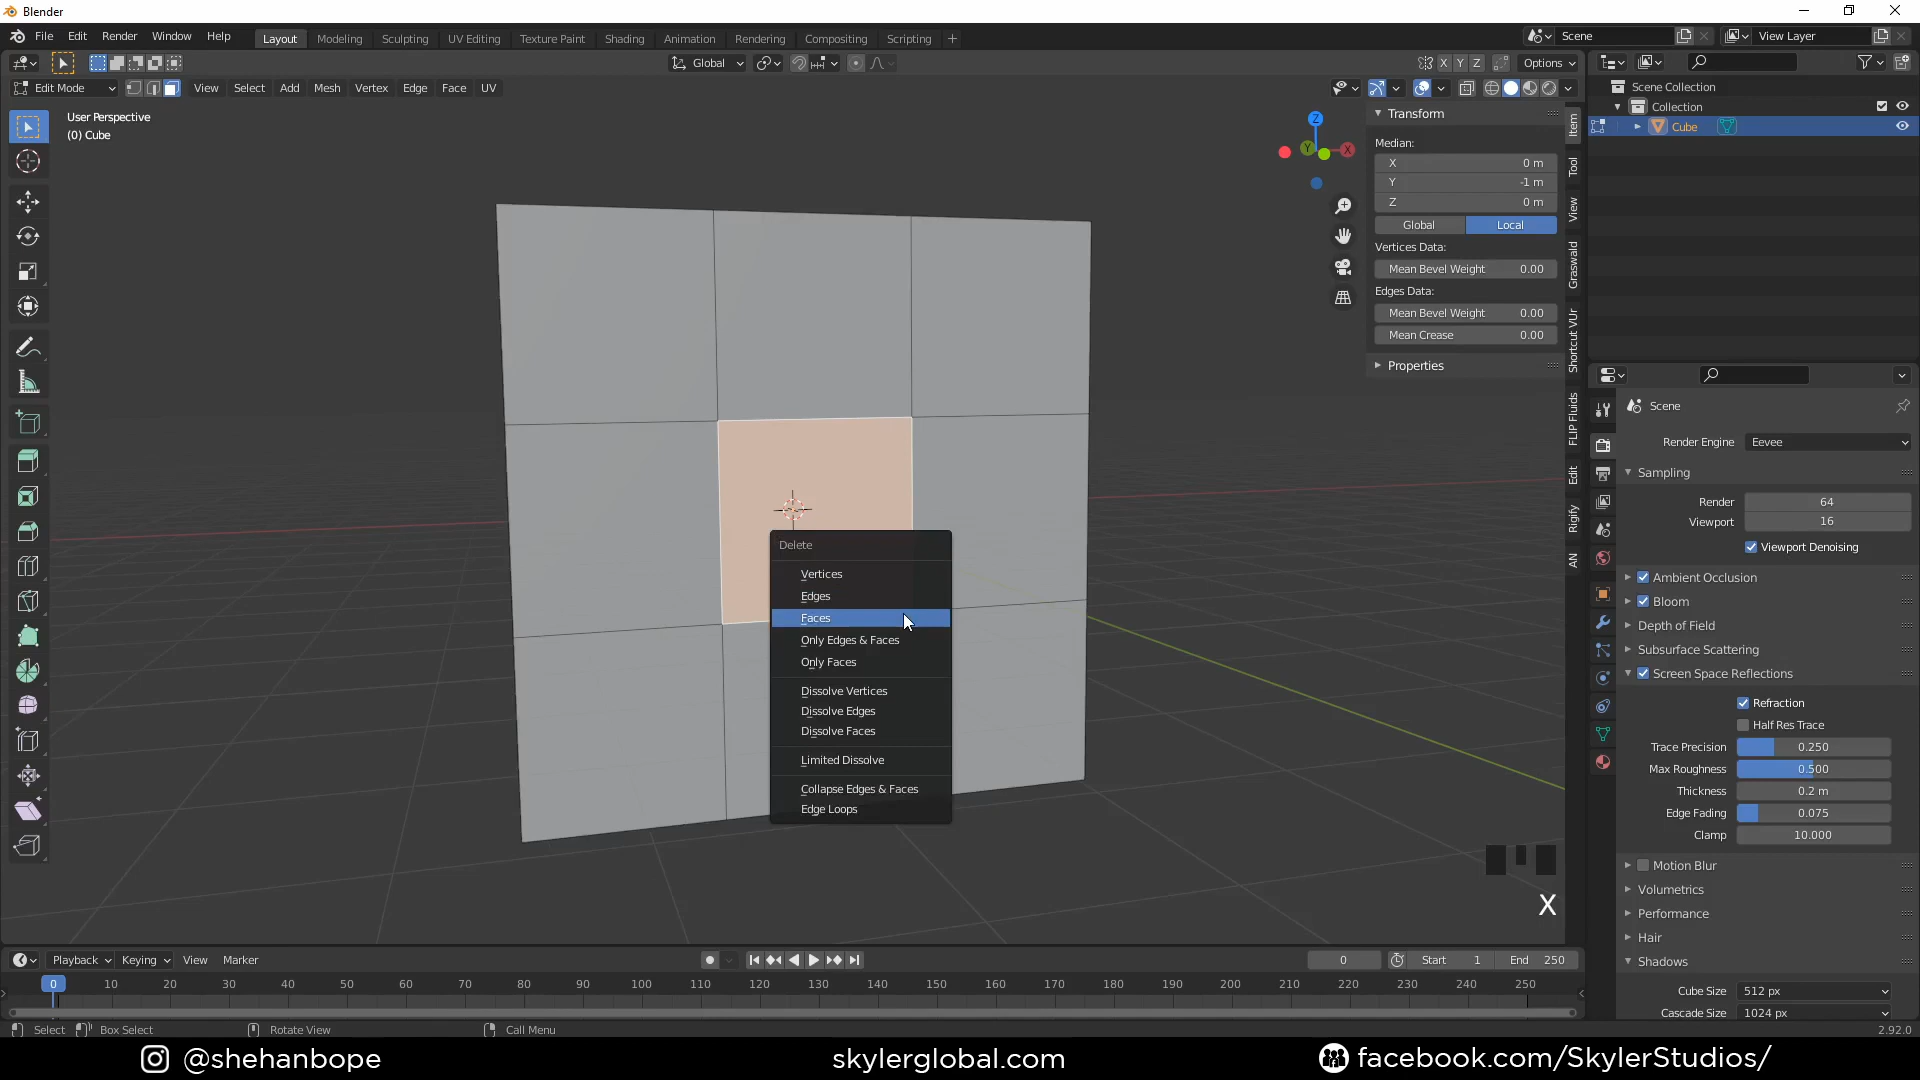 Blender
File Edit Render Window Help
Layout Modeling Sculpting UV Editing Texture Paint Shading Animation Rendering Compositing Scripting +
Scene
View Layer
Global
X Y Z Options
Edit Mode View Select Add Mesh Vertex Edge Face UV
User Perspective
(0) Cube
Z
Y
X
Transform
Median:
X 0 m
Y -1 m
Z 0 m
Global Local
Vertices Data:
Mean Bevel Weight 0.00
Edges Data:
Mean Bevel Weight 0.00
Mean Crease 0.00
Properties
Item
Tool
View
Graswald
Shortcut VUr
FLIP Fluids
Edit
Rigify
AN
Scene Collection
Collection
Cube
Delete
Vertices
Edges
Faces
Only Edges & Faces
Only Faces
Dissolve Vertices
Dissolve Edges
Dissolve Faces
Limited Dissolve
Collapse Edges & Faces
Edge Loops
X
Scene
Render Engine Eevee
Sampling
Render 64
Viewport 16
Viewport Denoising
Ambient Occlusion
Bloom
Depth of Field
Subsurface Scattering
Screen Space Reflections
Refraction
Half Res Trace
Trace Precision 0.250
Max Roughness 0.500
Thickness 0.2 m
Edge Fading 0.075
Clamp 10.000
Motion Blur
Volumetrics
Performance
Hair
Shadows
Cube Size 512 px
Cascade Size 1024 px
Playback Keying View Marker
0 Start 1 End 250
0 10 20 30 40 50 60 70 80 90 100 110 120 130 140 150 160 170 180 190 200 210 220 230 240 250
Select Box Select Rotate View Call Menu
2.92.0
@shehanbope skylerglobal.com facebook.com/SkylerStudios/